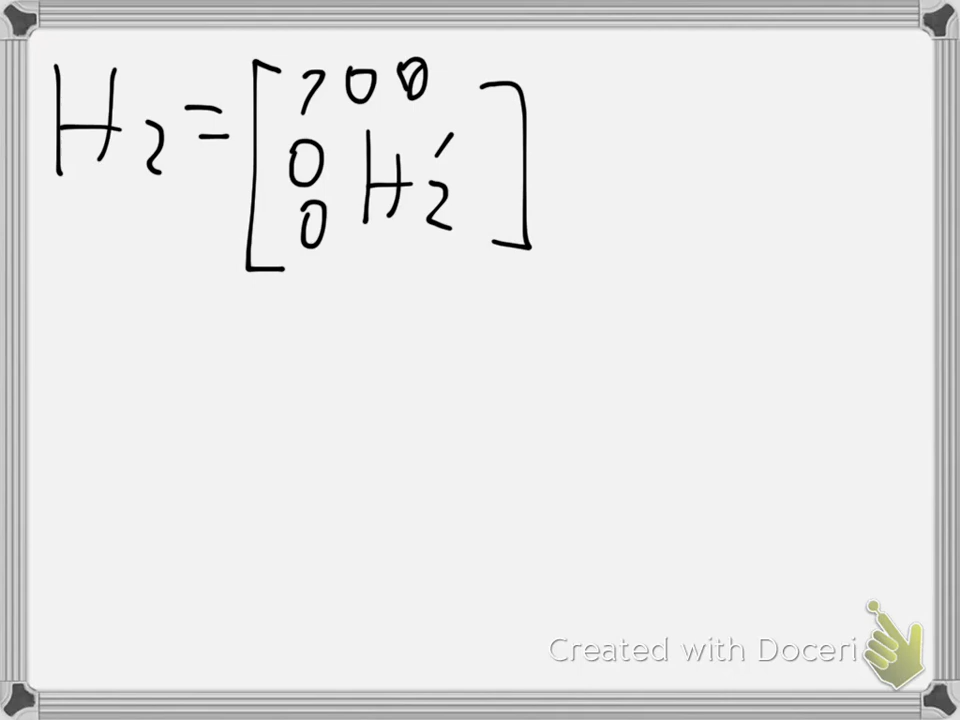 H₂ = [ 1 0 0
0 H₂′ ]
0
Created with Doceri